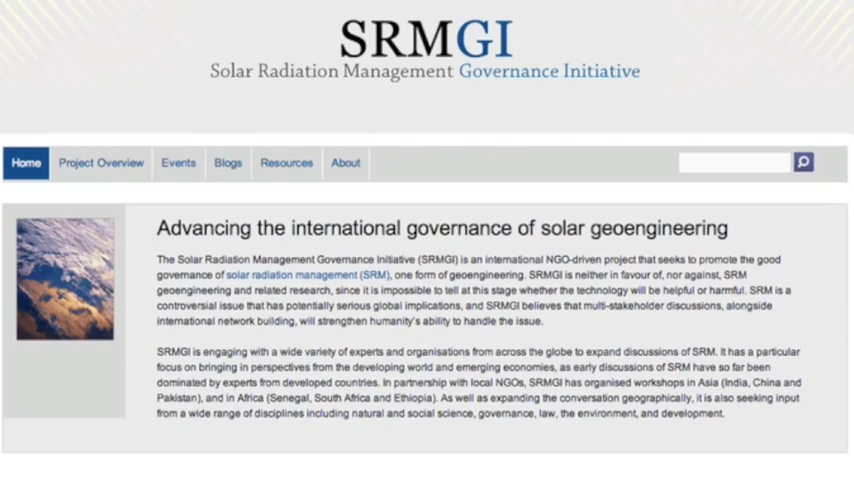 SRMGI
Solar Radiation Management Governance Initiative
Home Project Overview Events Blogs Resources About
Advancing the international governance of solar geoengineering
The Solar Radiation Management Governance Initiative (SRMGI) is an international NGO-driven project that seeks to promote the good
governance of solar radiation management (SRM), one form of geoengineering. SRMGI is neither in favour of, nor against, SRM
geoengineering and related research, since it is impossible to tell at this stage whether the technology will be helpful or harmful. SRM is a
controversial issue that has potentially serious global implications, and SRMGI believes that multi-stakeholder discussions, alongside
international network building, will strengthen humanity's ability to handle the issue.
SRMGI is engaging with a wide variety of experts and organisations from across the globe to expand discussions of SRM. It has a particular
focus on bringing in perspectives from the developing world and emerging economies, as early discussions of SRM have so far been
dominated by experts from developed countries. In partnership with local NGOs, SRMGI has organised workshops in Asia (India, China and
Pakistan), and in Africa (Senegal, South Africa and Ethiopia). As well as expanding the conversation geographically, it is also seeking input
from a wide range of disciplines including natural and social science, governance, law, the environment, and development.